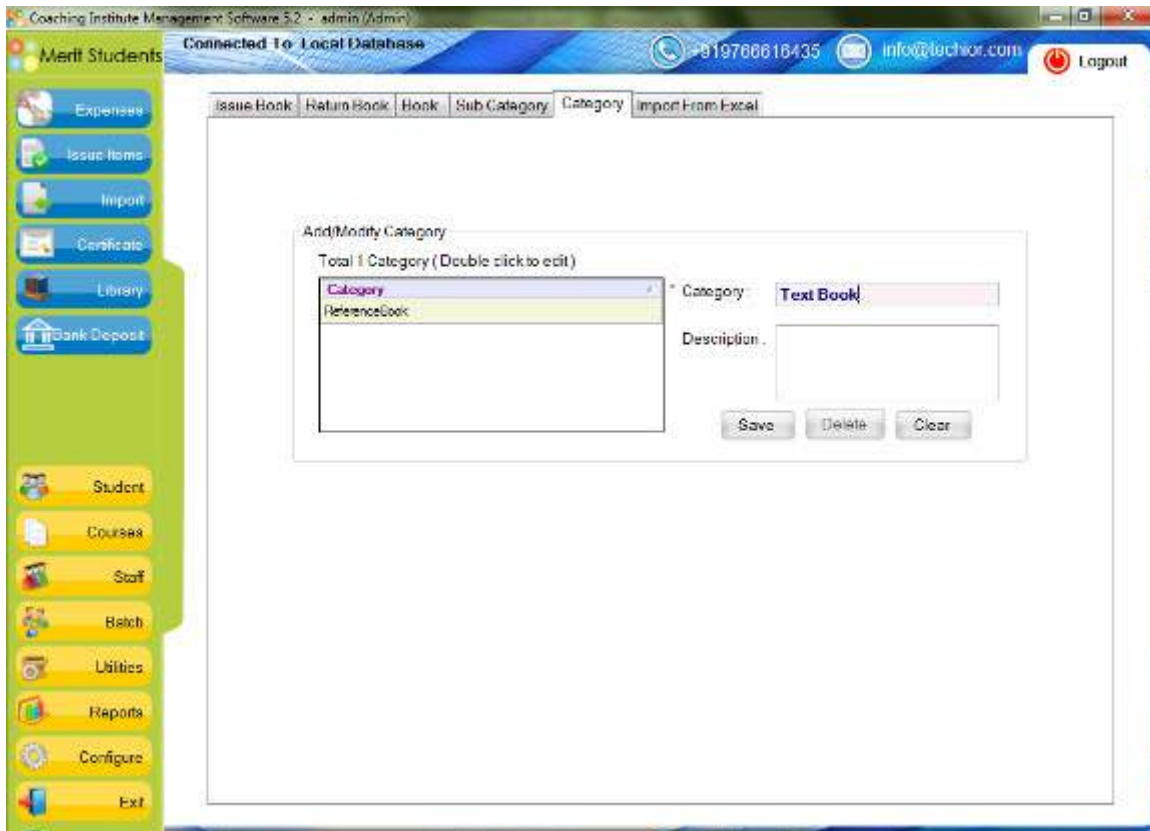 Coaching Institute Management Software 5.2 - admin (Admin)
Merit Students
Connected To Local Database
+919766616435
info@techior.com
Logout
Expenses
Issue Items
Import
Certificate
Library
Bank Deposit
Student
Courses
Staff
Batch
Utilities
Reports
Configure
Exit
Issue Book Return Book Book Sub Category Category Import From Excel
Add/Modify Category
Total 1 Category ( Double click to edit )
Category
ReferenceBook
* Category : Text Book
Description :
Save Delete Clear